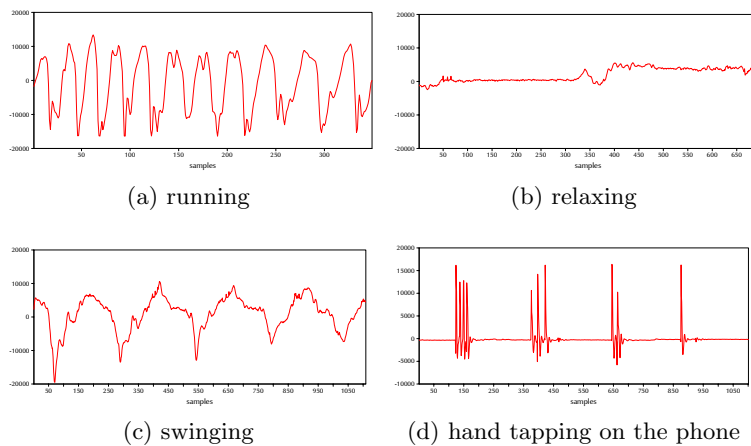 20000
10000
0
-10000
-20000
50 100 150 200 250 300
samples
(a) running
20000
10000
0
-10000
-20000
50 100 150 200 250 300 350 400 450 500 550 600 650
samples
(b) relaxing
20000
10000
0
-10000
20000
50 150 250 350 450 550 650 750 850 950 1050
samples
(c) swinging
20000
15000
10000
5000
0
-5000
-10000
50 150 250 350 450 550 650 750 850 950 1050
samples
(d) hand tapping on the phone